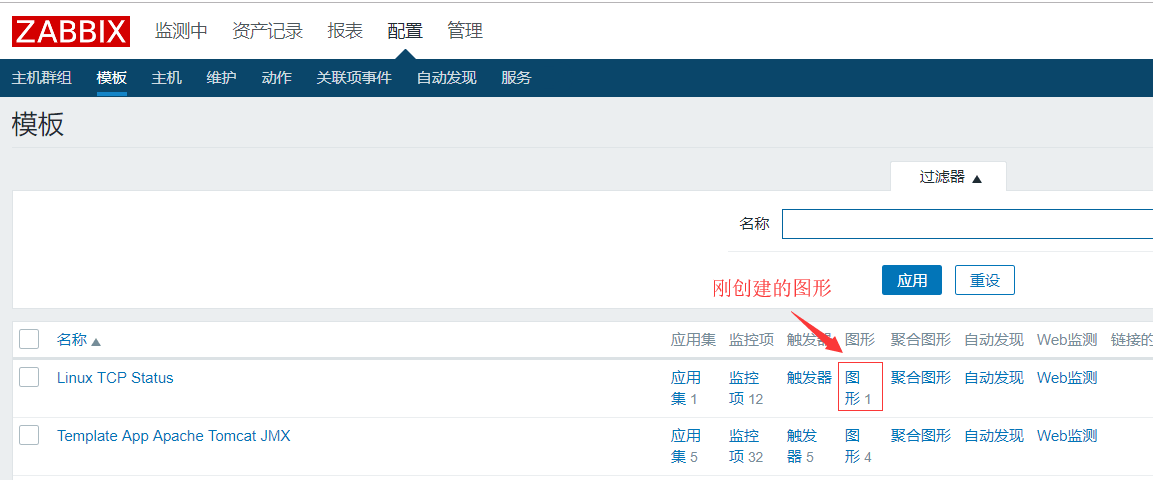 ZABBIX 监测中 资产记录 报表 配置 管理
主机群组 模板 主机 维护 动作 关联项事件 自动发现 服务
模板
过滤器 ▲
名称
应用 重设
刚创建的图形
名称 ▲ 应用集 监控项 触发器 图形 聚合图形 自动发现 Web监测 链接的
Linux TCP Status 应用 监控 触发器 图 聚合图形 自动发现 Web监测
集 1 项 12 形 1
Template App Apache Tomcat JMX 应用 监控 触发 图 聚合图形 自动发现 Web监测
集 5 项 32 器 5 形 4